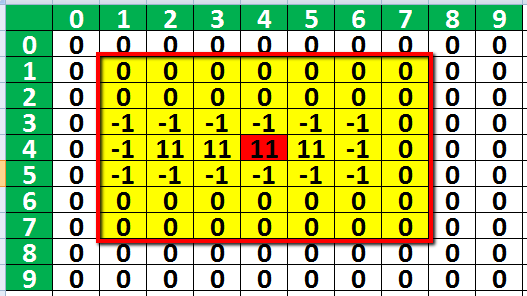 0 1 2 3 4 5 6 7 8 9
0 0 0 0 0 0 0 0 0 0 0
1 0 0 0 0 0 0 0 0 0 0
2 0 0 0 0 0 0 0 0 0 0
3 0 -1 -1 -1 -1 -1 -1 0 0 0
4 0 -1 11 11 11 11 -1 0 0 0
5 0 -1 -1 -1 -1 -1 -1 0 0 0
6 0 0 0 0 0 0 0 0 0 0
7 0 0 0 0 0 0 0 0 0 0
8 0 0 0 0 0 0 0 0 0 0
9 0 0 0 0 0 0 0 0 0 0